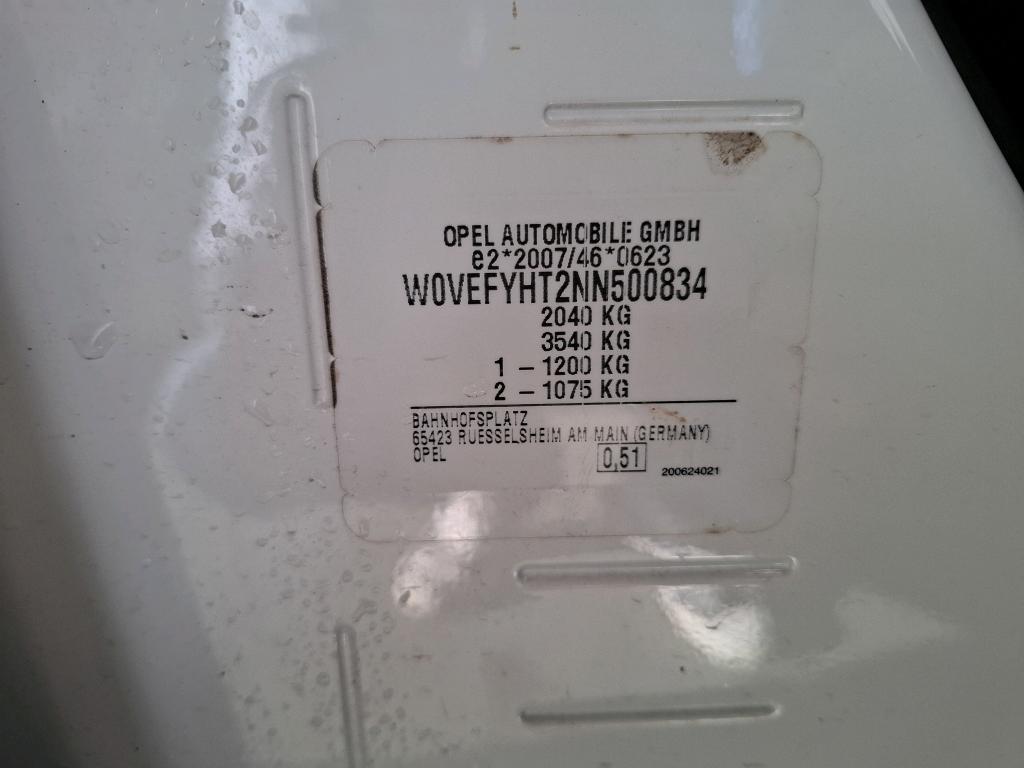 OPEL AUTOMOBILE GMBH
e2*2007/46*0623
W0VEFYHT2NN500834
2040 KG
3540 KG
1 - 1200 KG
2 - 1075 KG
BAHNHOFSPLATZ
65423 RUESSELSHEIM AM MAIN (GERMANY)
OPEL
0,51
200624021